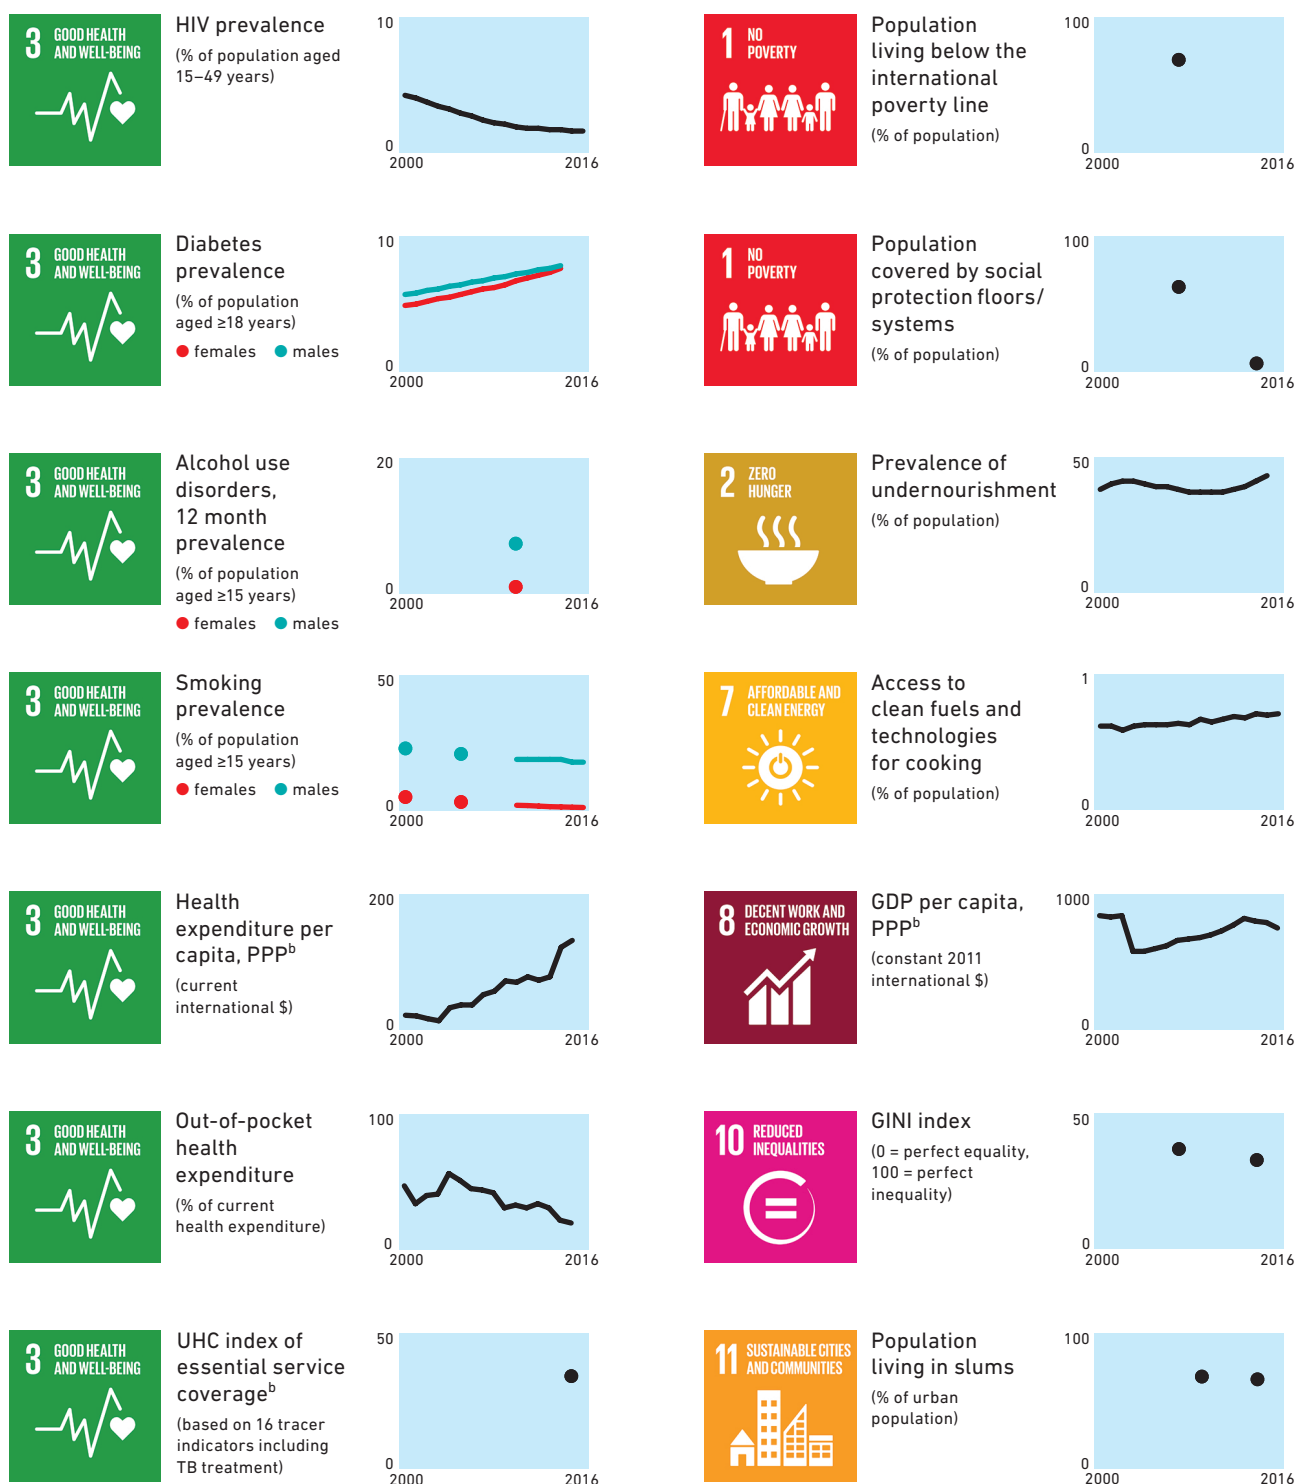 3 GOOD HEALTH
AND WELL-BEING
HIV prevalence
(% of population aged
15–49 years)
10
0
2000 2016
1 NO
POVERTY
Population
living below the
international
poverty line
(% of population)
100
0
2000 2016
3 GOOD HEALTH
AND WELL-BEING
Diabetes
prevalence
(% of population
aged ≥18 years)
females males
10
0
2000 2016
1 NO
POVERTY
Population
covered by social
protection floors/
systems
(% of population)
100
0
2000 2016
3 GOOD HEALTH
AND WELL-BEING
Alcohol use
disorders,
12 month
prevalence
(% of population
aged ≥15 years)
females males
20
0
2000 2016
2 ZERO
HUNGER
Prevalence of
undernourishment
(% of population)
50
0
2000 2016
3 GOOD HEALTH
AND WELL-BEING
Smoking
prevalence
(% of population
aged ≥15 years)
females males
50
0
2000 2016
7 AFFORDABLE AND
CLEAN ENERGY
Access to
clean fuels and
technologies
for cooking
(% of population)
1
0
2000 2016
3 GOOD HEALTH
AND WELL-BEING
Health
expenditure per
capita, PPPᵇ
(current
international $)
200
0
2000 2016
8 DECENT WORK AND
ECONOMIC GROWTH
GDP per capita,
PPPᵇ
(constant 2011
international $)
1000
0
2000 2016
3 GOOD HEALTH
AND WELL-BEING
Out-of-pocket
health
expenditure
(% of current
health expenditure)
100
0
2000 2016
10 REDUCED
INEQUALITIES
GINI index
(0 = perfect equality,
100 = perfect
inequality)
50
0
2000 2016
3 GOOD HEALTH
AND WELL-BEING
UHC index of
essential service
coverageᵇ
(based on 16 tracer
indicators including
TB treatment)
50
0
2000 2016
11 SUSTAINABLE CITIES
AND COMMUNITIES
Population
living in slums
(% of urban
population)
100
0
2000 2016